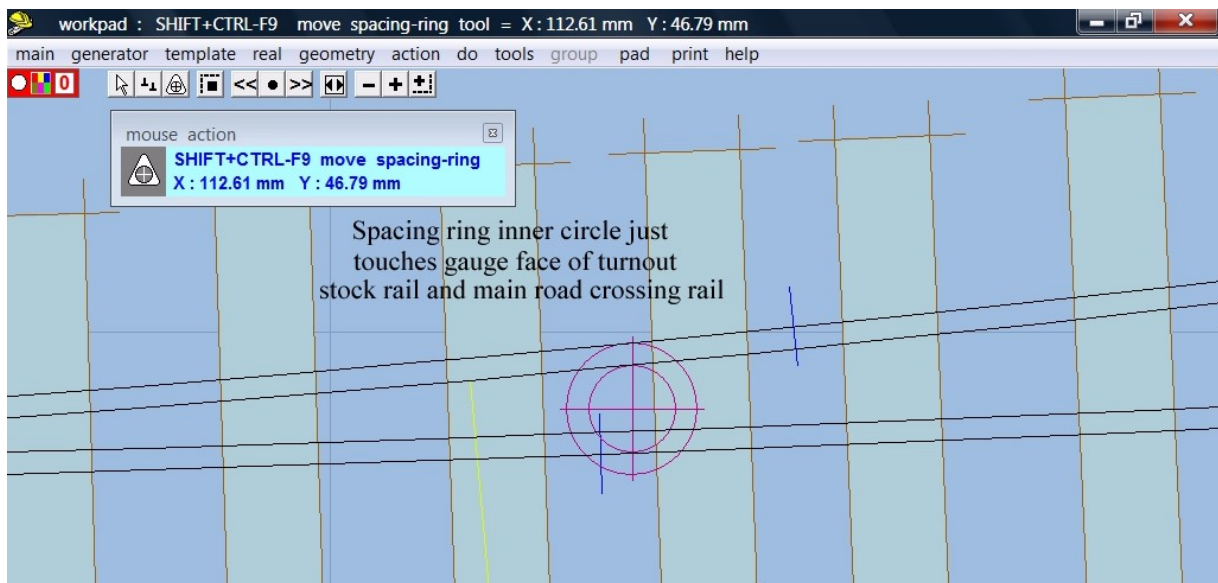 workpad : SHIFT+CTRL-F9 move spacing-ring tool = X : 112.61 mm Y : 46.79 mm
main generator template real geometry action do tools group pad print help
0 << >> - +
mouse action
SHIFT+CTRL-F9 move spacing-ring
X : 112.61 mm Y : 46.79 mm
Spacing ring inner circle just
touches gauge face of turnout
stock rail and main road crossing rail